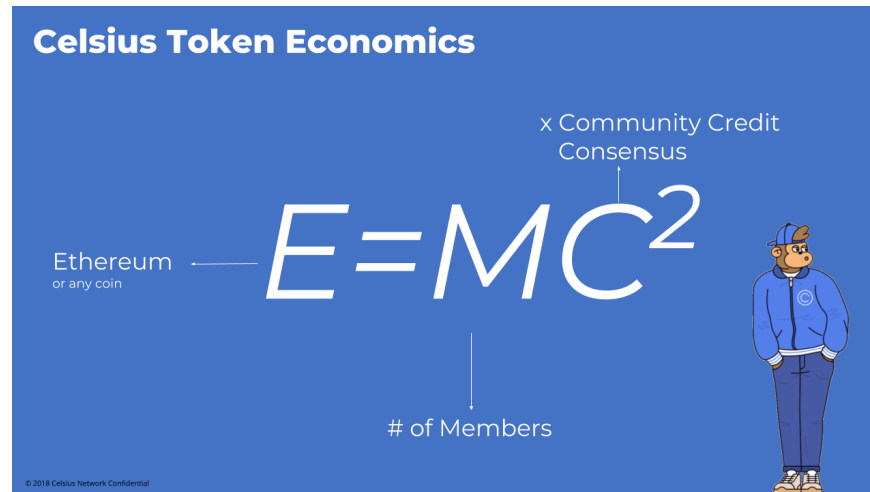 Celsius Token Economics
x Community Credit
Consensus
E=MC²
Ethereum
or any coin
# of Members
©
© 2018 Celsius Network Confidential